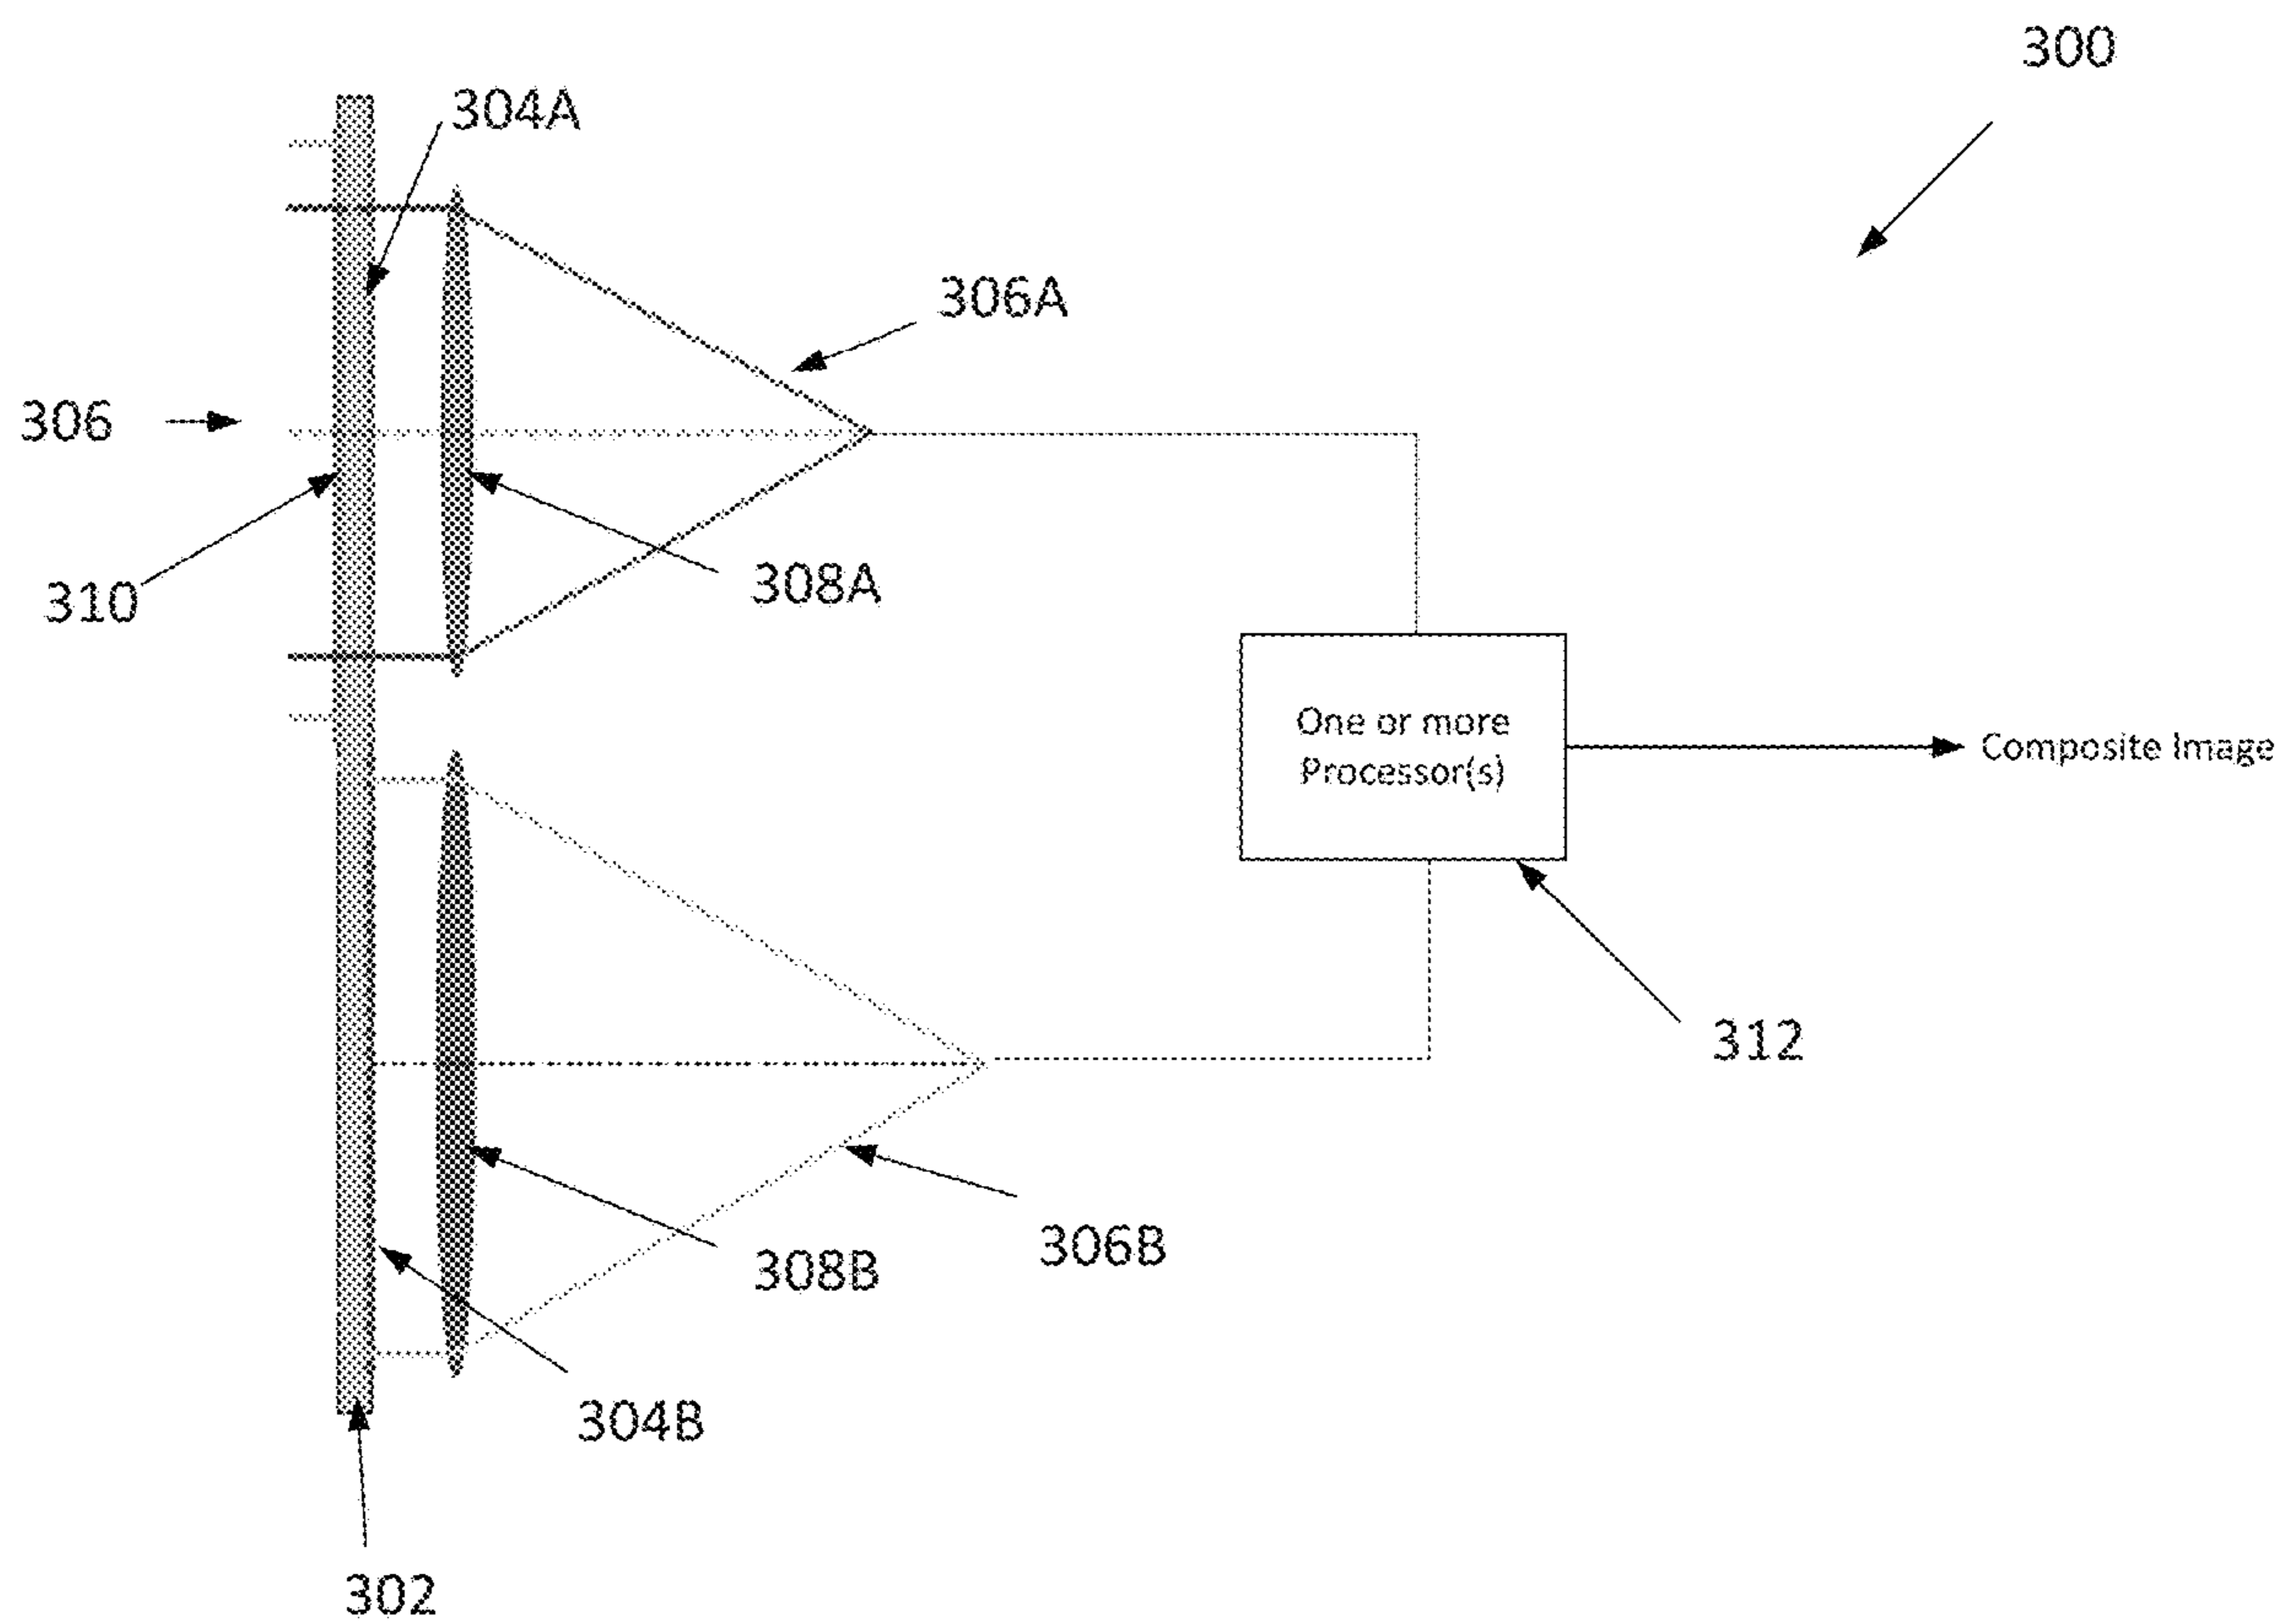 300
304A
306A
306
310
308A
One or more
Processor(s)
Composite Image
312
306B
308B
304B
302